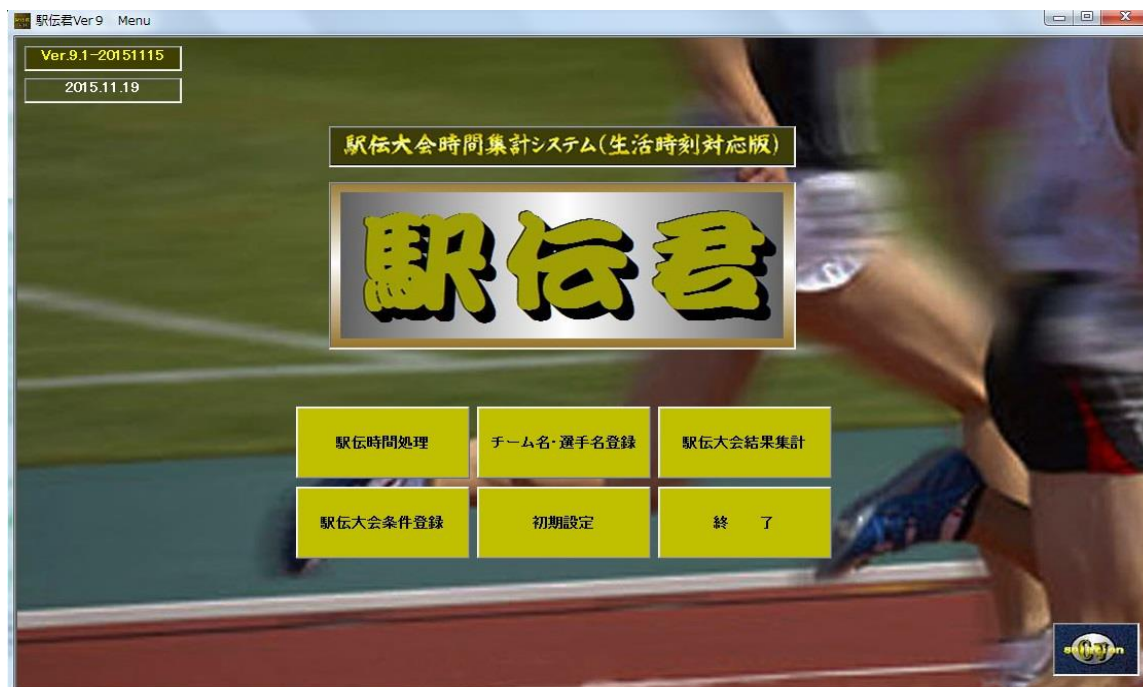 駅伝君Ver9 Menu
Ver.9.1-20151115
2015.11.19
駅伝大会時間集計システム(生活時刻対応版)
駅伝君
駅伝時間処理
チーム名・選手名登録
駅伝大会結果集計
駅伝大会条件登録
初期設定
終 了